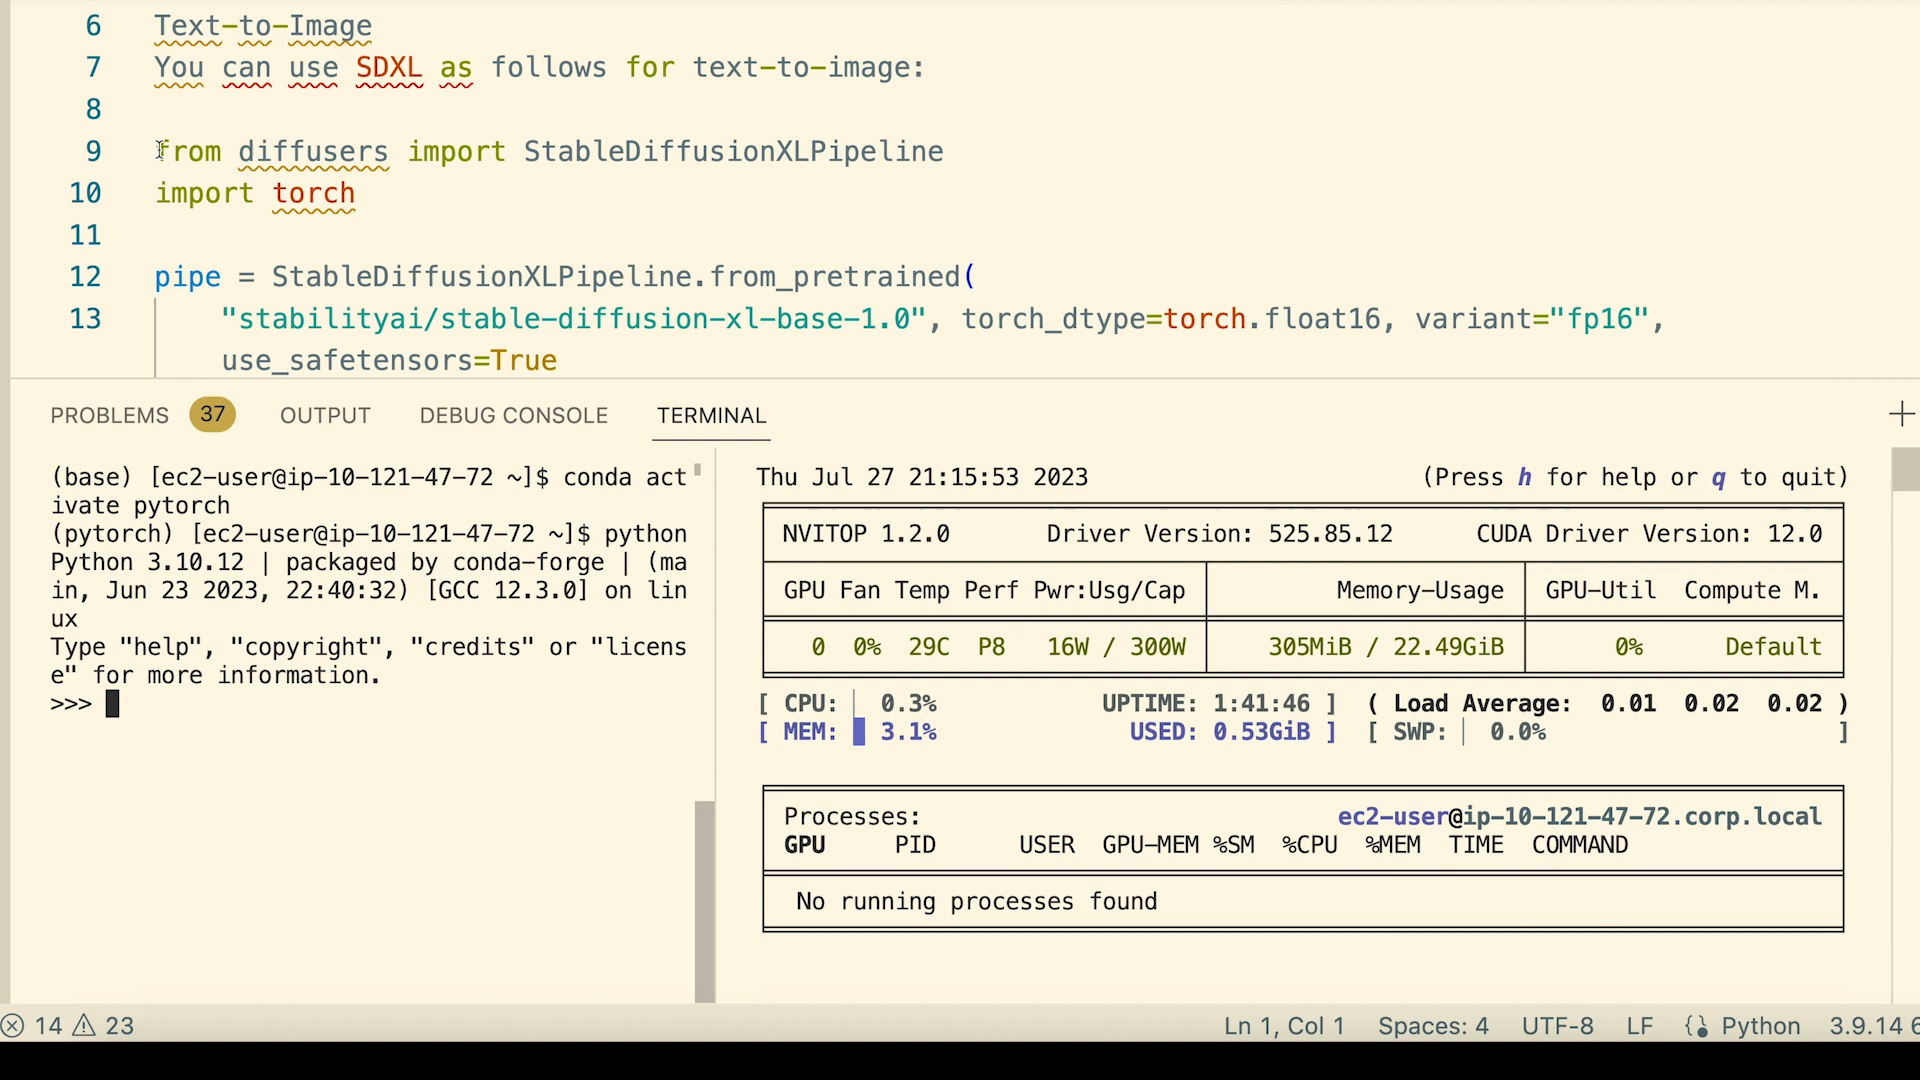 6 Text-to-Image
7 You can use SDXL as follows for text-to-image:
8
9 from diffusers import StableDiffusionXLPipeline
10 import torch
11
12 pipe = StableDiffusionXLPipeline.from_pretrained(
13 "stabilityai/stable-diffusion-xl-base-1.0", torch_dtype=torch.float16, variant="fp16",
use_safetensors=True
PROBLEMS 37 OUTPUT DEBUG CONSOLE TERMINAL
(base) [ec2-user@ip-10-121-47-72 ~]$ conda act
ivate pytorch
(pytorch) [ec2-user@ip-10-121-47-72 ~]$ python
Python 3.10.12 | packaged by conda-forge | (ma
in, Jun 23 2023, 22:40:32) [GCC 12.3.0] on lin
ux
Type "help", "copyright", "credits" or "licens
e" for more information.
>>>
Thu Jul 27 21:15:53 2023 (Press h for help or q to quit)
NVITOP 1.2.0 Driver Version: 525.85.12 CUDA Driver Version: 12.0
GPU Fan Temp Perf Pwr:Usg/Cap Memory-Usage GPU-Util Compute M.
0 0% 29C P8 16W / 300W 305MiB / 22.49GiB 0% Default
[ CPU: 0.3% UPTIME: 1:41:46 ] ( Load Average: 0.01 0.02 0.02 )
[ MEM: 3.1% USED: 0.53GiB ] [ SWP: 0.0% ]
Processes: ec2-user@ip-10-121-47-72.corp.local
GPU PID USER GPU-MEM %SM %CPU %MEM TIME COMMAND
No running processes found
14 23 Ln 1, Col 1 Spaces: 4 UTF-8 LF Python 3.9.14